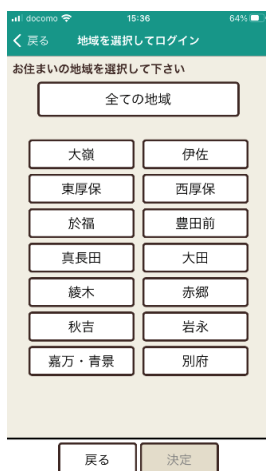 docomo 15:36 64%
戻る 地域を選択してログイン
お住まいの地域を選択して下さい
全ての地域
大嶺 伊佐
東厚保 西厚保
於福 豊田前
真長田 大田
綾木 赤郷
秋吉 岩永
嘉万・青景 別府
戻る 決定